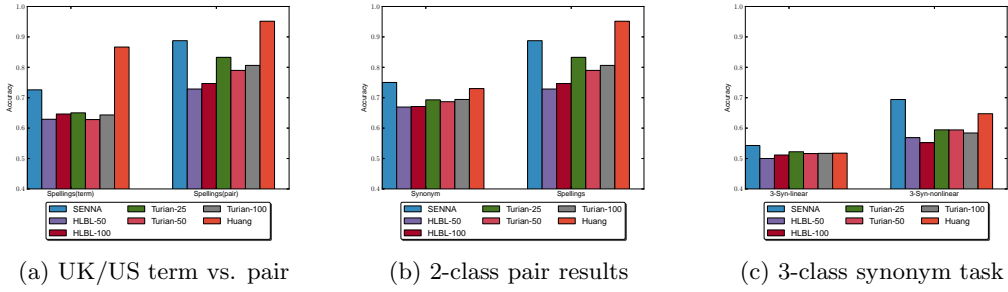 1.0
0.9
0.8
0.7
0.6
0.5
0.4
Accuracy
Spellings(term) Spellings(pair)
SENNA Turian-25 Turian-100
HLBL-50 Turian-50 Huang
HLBL-100
(a) UK/US term vs. pair
1.0
0.9
0.8
0.7
0.6
0.5
0.4
Accuracy
Synonym Spellings
SENNA Turian-25 Turian-100
HLBL-50 Turian-50 Huang
HLBL-100
(b) 2-class pair results
1.0
0.9
0.8
0.7
0.6
0.5
0.4
Accuracy
3-Syn-linear 3-Syn-nonlinear
SENNA Turian-25 Turian-100
HLBL-50 Turian-50 Huang
HLBL-100
(c) 3-class synonym task